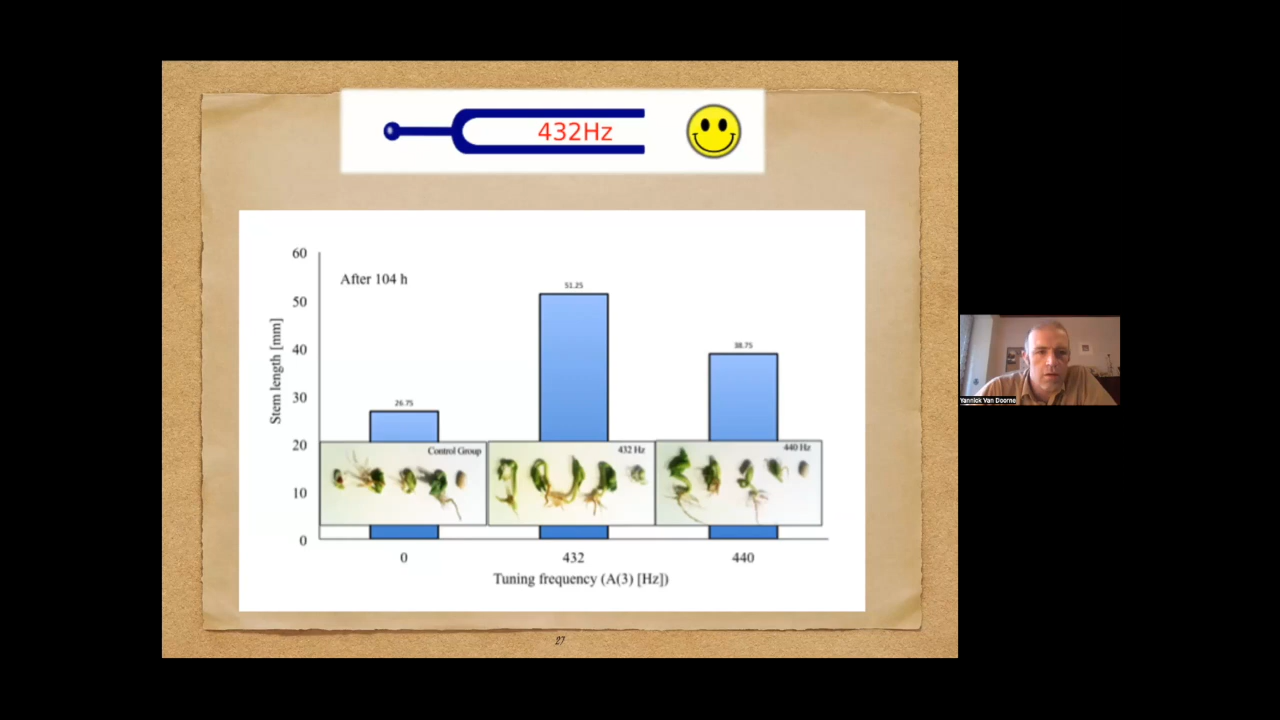 432Hz
After 104 h
Stem length [mm]
60
50
40
30
20
10
0
26.75
51.25
38.75
Control Group
432 Hz
440 Hz
0
432
440
Tuning frequency (A(3) [Hz])
27
Yannick Van Doorne